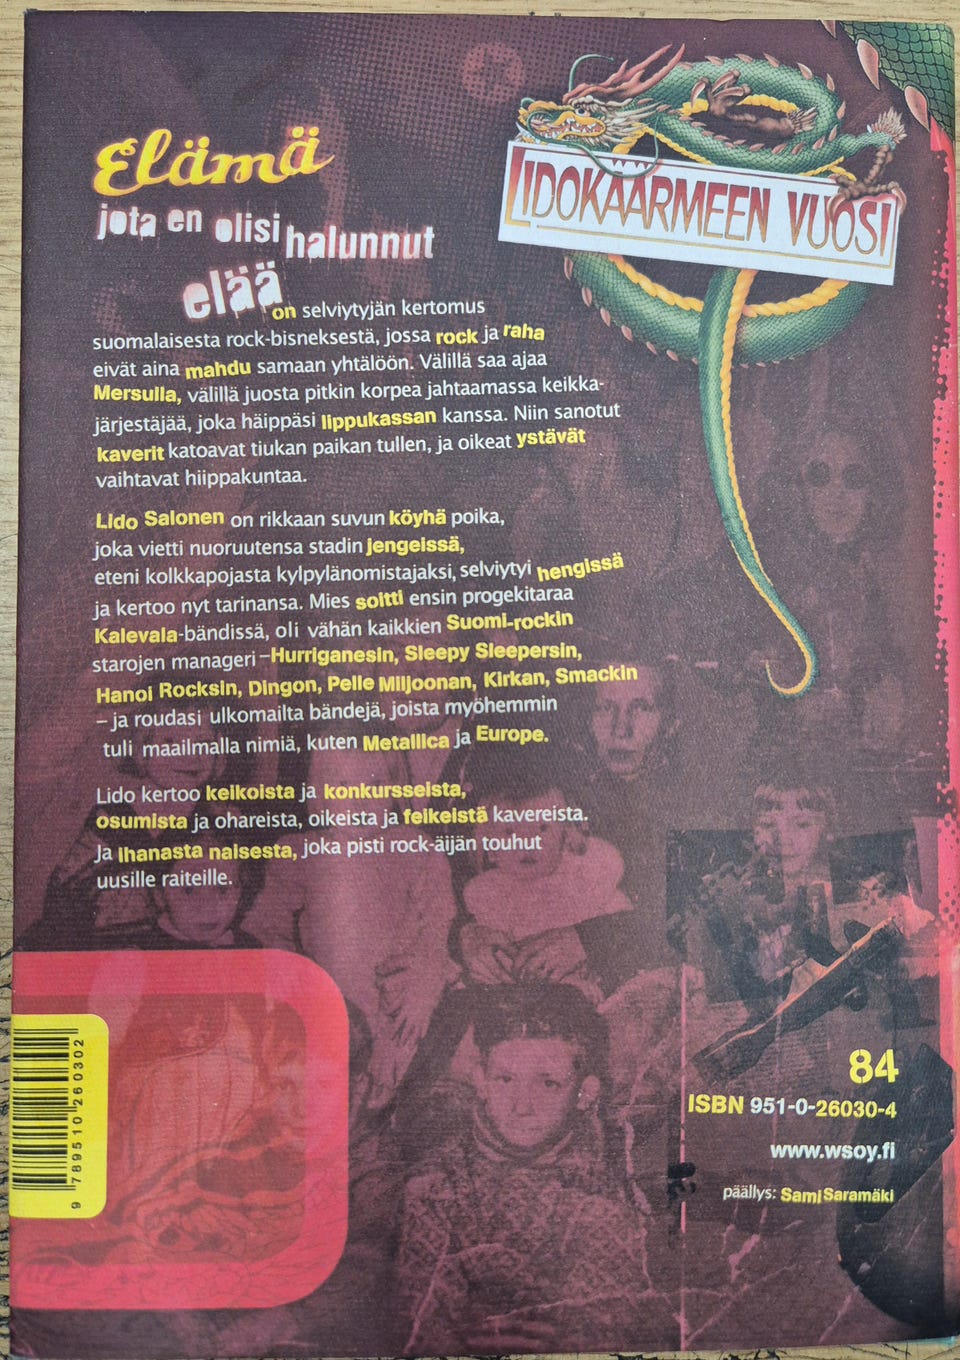 LIDOKÄÄRMEEN VUOSI
Elämä
jota en olisi halunnut
elää on selviytyjän kertomus
suomalaisesta rock-bisneksestä, jossa rock ja raha
eivät aina mahdu samaan yhtälöön. Välillä saa ajaa
Mersulla, välillä juosta pitkin korpea jahtaamassa keikka-
järjestäjää, joka häippäsi lippukassan kanssa. Niin sanotut
kaverit katoavat tiukan paikan tullen, ja oikeat ystävät
vaihtavat hiippakuntaa.
Lido Salonen on rikkaan suvun köyhä poika,
joka vietti nuoruutensa stadin jengeissä,
eteni kolkkapojasta kylpylänomistajaksi, selviytyi hengissä
ja kertoo nyt tarinansa. Mies soitti ensin progekitaraa
Kalevala-bändissä, oli vähän kaikkien Suomi-rockin
starojen manageri – Hurriganesin, Sleepy Sleepersin,
Hanoi Rocksin, Dingon, Pelle Miljoonan, Kirkan, Smackin
– ja roudasi ulkomailta bändejä, joista myöhemmin
tuli maailmalla nimiä, kuten Metallica ja Europe.
Lido kertoo keikoista ja konkursseista,
osumista ja ohareista, oikeista ja feikeistä kavereista.
Ja ihanasta naisesta, joka pisti rock-äijän touhut
uusille raiteille.
9 789510 260302
84
ISBN 951-0-26030-4
www.wsoy.fi
päällys: Sami Saramäki